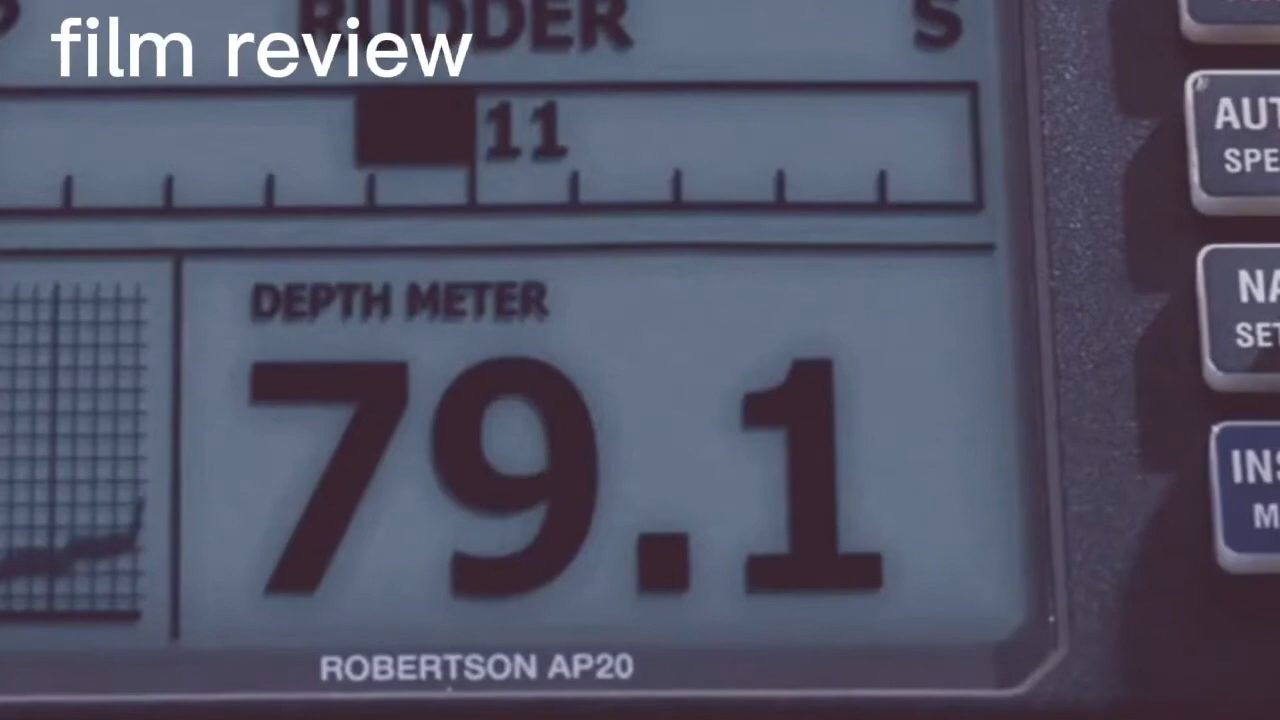 film review
RUDDER
S
11
DEPTH METER
79.1
ROBERTSON AP20